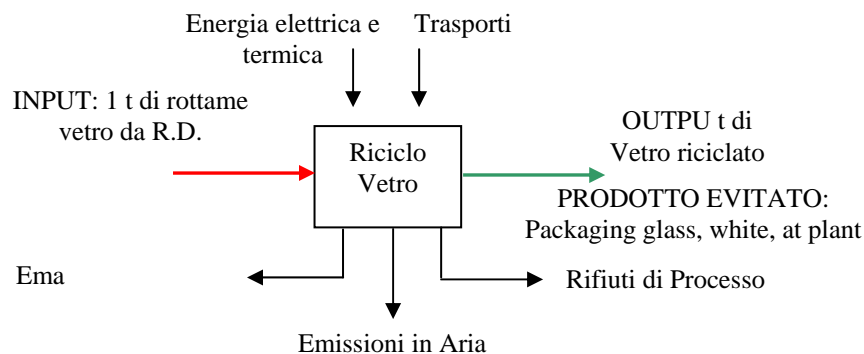 Energia elettrica e
termica
Trasporti
INPUT: 1 t di rottame
vetro da R.D.
Riciclo
Vetro
OUTPU t di
Vetro riciclato
PRODOTTO EVITATO:
Packaging glass, white, at plant
Ema
Rifiuti di Processo
Emissioni in Aria